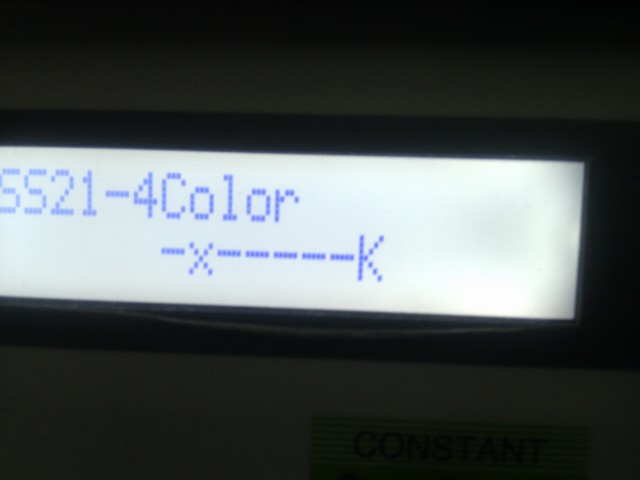 SS21-4Color
-x------K
CONSTANT